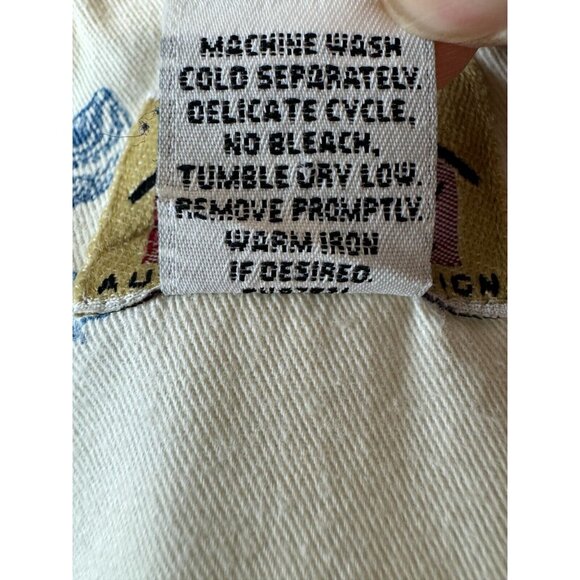 MACHINE WASH
COLD SEPARATELY.
DELICATE CYCLE,
NO BLEACH,
TUMBLE DRY LOW.
REMOVE PROMPTLY.
WARM IRON
IF DESIRED.